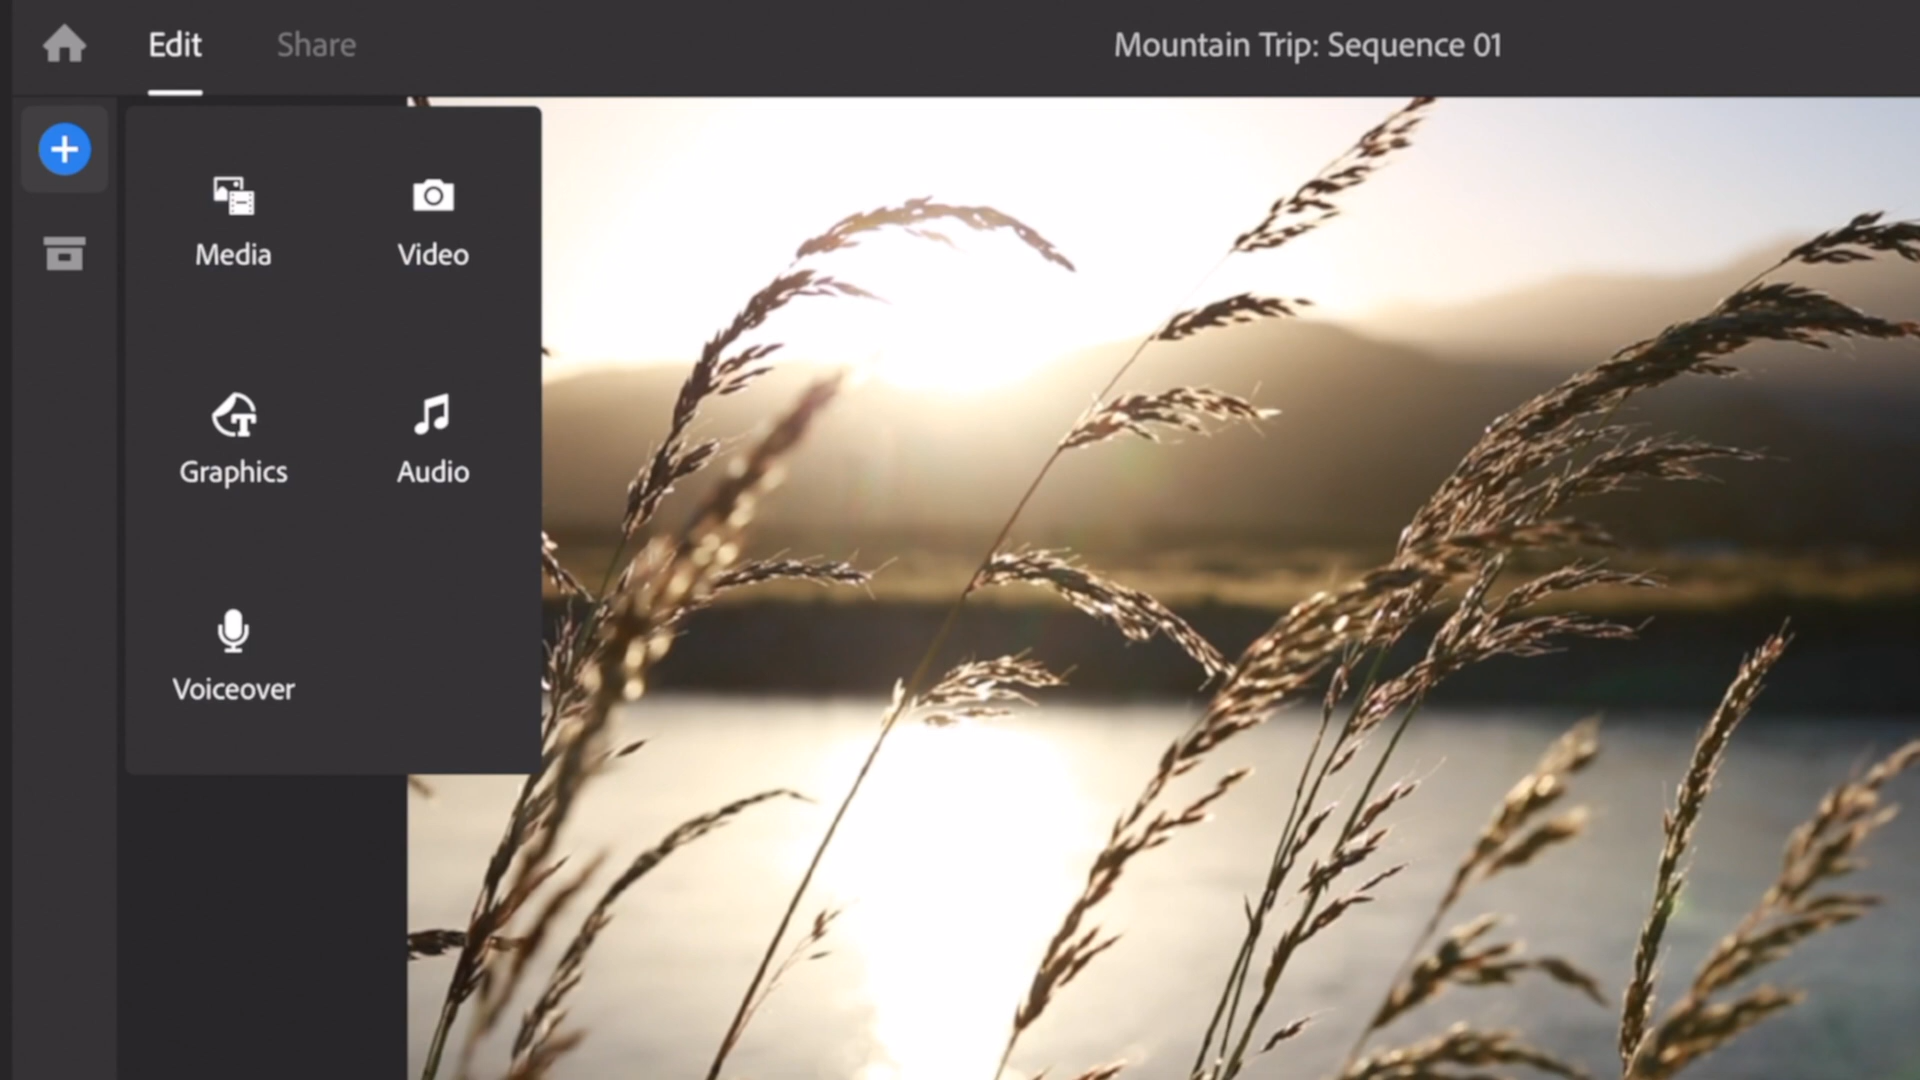 Edit
Share
Mountain Trip: Sequence 01
Media
Video
Graphics
Audio
Voiceover